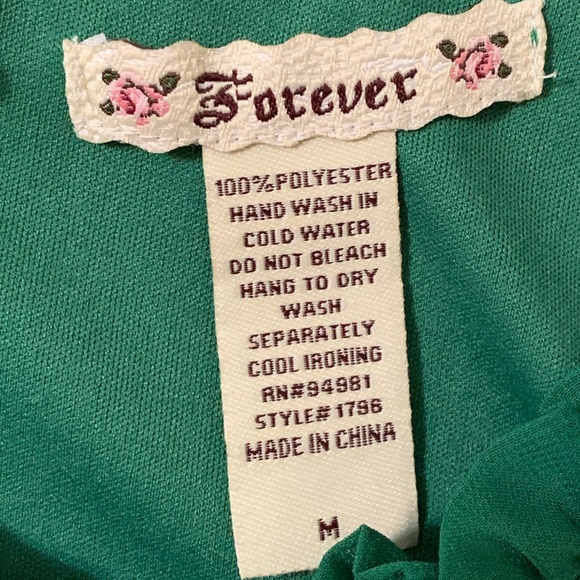 Forever
100% POLYESTER
HAND WASH IN
COLD WATER
DO NOT BLEACH
HANG TO DRY
WASH
SEPARATELY
COOL IRONING
RN#94981
STYLE# 1796
MADE IN CHINA
M